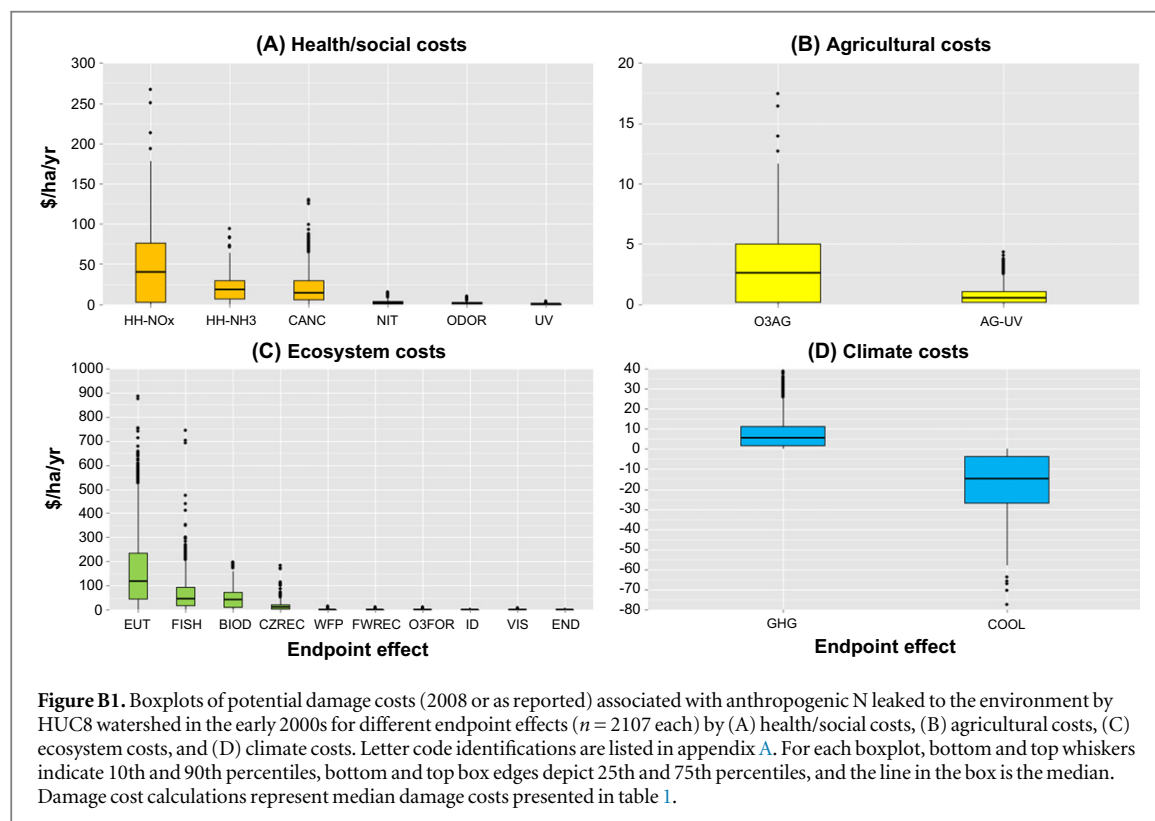 (A) Health/social costs
300
250
200
150
100
50
0
$/ha/yr
HH-NOx HH-NH3 CANC NIT ODOR UV
(B) Agricultural costs
20
15
10
5
0
O3AG AG-UV
(C) Ecosystem costs
1000
900
800
700
600
500
400
300
200
100
0
$/ha/yr
EUT FISH BIOD CZREC WFP FWREC O3FOR ID VIS END
Endpoint effect
(D) Climate costs
40
30
20
10
0
-10
-20
-30
-40
-50
-60
-70
-80
GHG COOL
Endpoint effect
Figure B1. Boxplots of potential damage costs (2008 or as reported) associated with anthropogenic N leaked to the environment by
HUC8 watershed in the early 2000s for different endpoint effects (n = 2107 each) by (A) health/social costs, (B) agricultural costs, (C)
ecosystem costs, and (D) climate costs. Letter code identifications are listed in appendix A. For each boxplot, bottom and top whiskers
indicate 10th and 90th percentiles, bottom and top box edges depict 25th and 75th percentiles, and the line in the box is the median.
Damage cost calculations represent median damage costs presented in table 1.